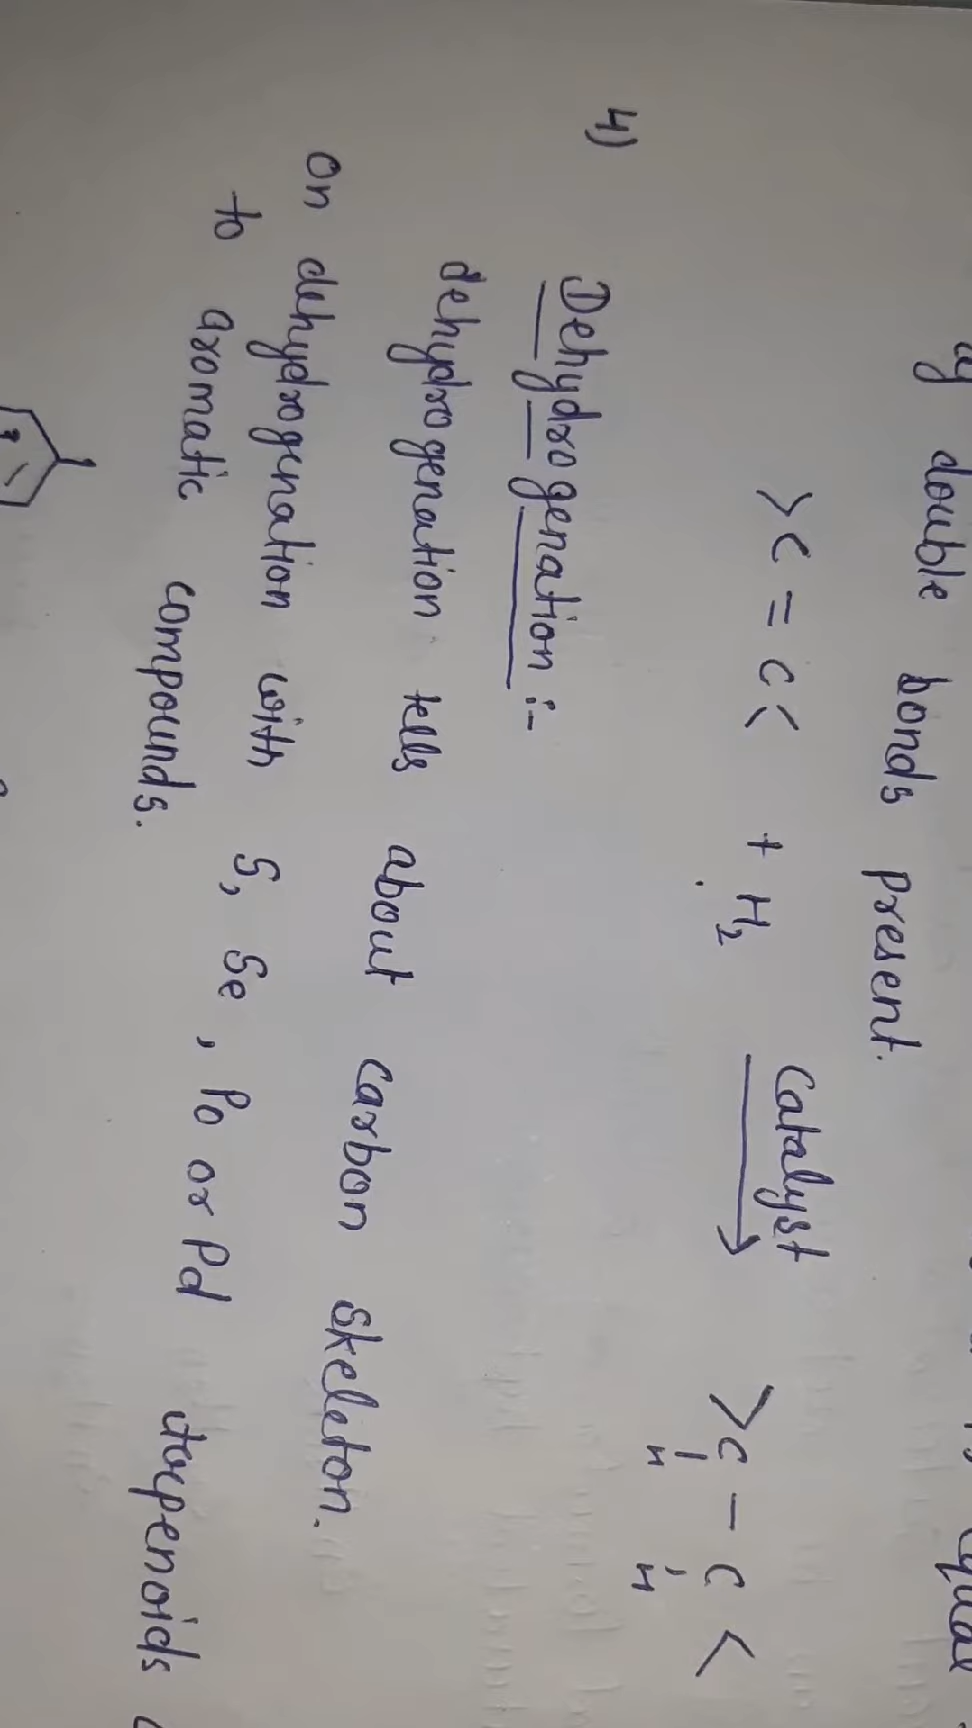 double bonds present.
>C = C< + H2 Catalyst → >C - C<
H H
4) Dehydrogenation :-
dehydrogenation tells about carbon skeleton.
on dehydrogenation with S, Se, Po or Pd terpenoids
to aromatic compounds.